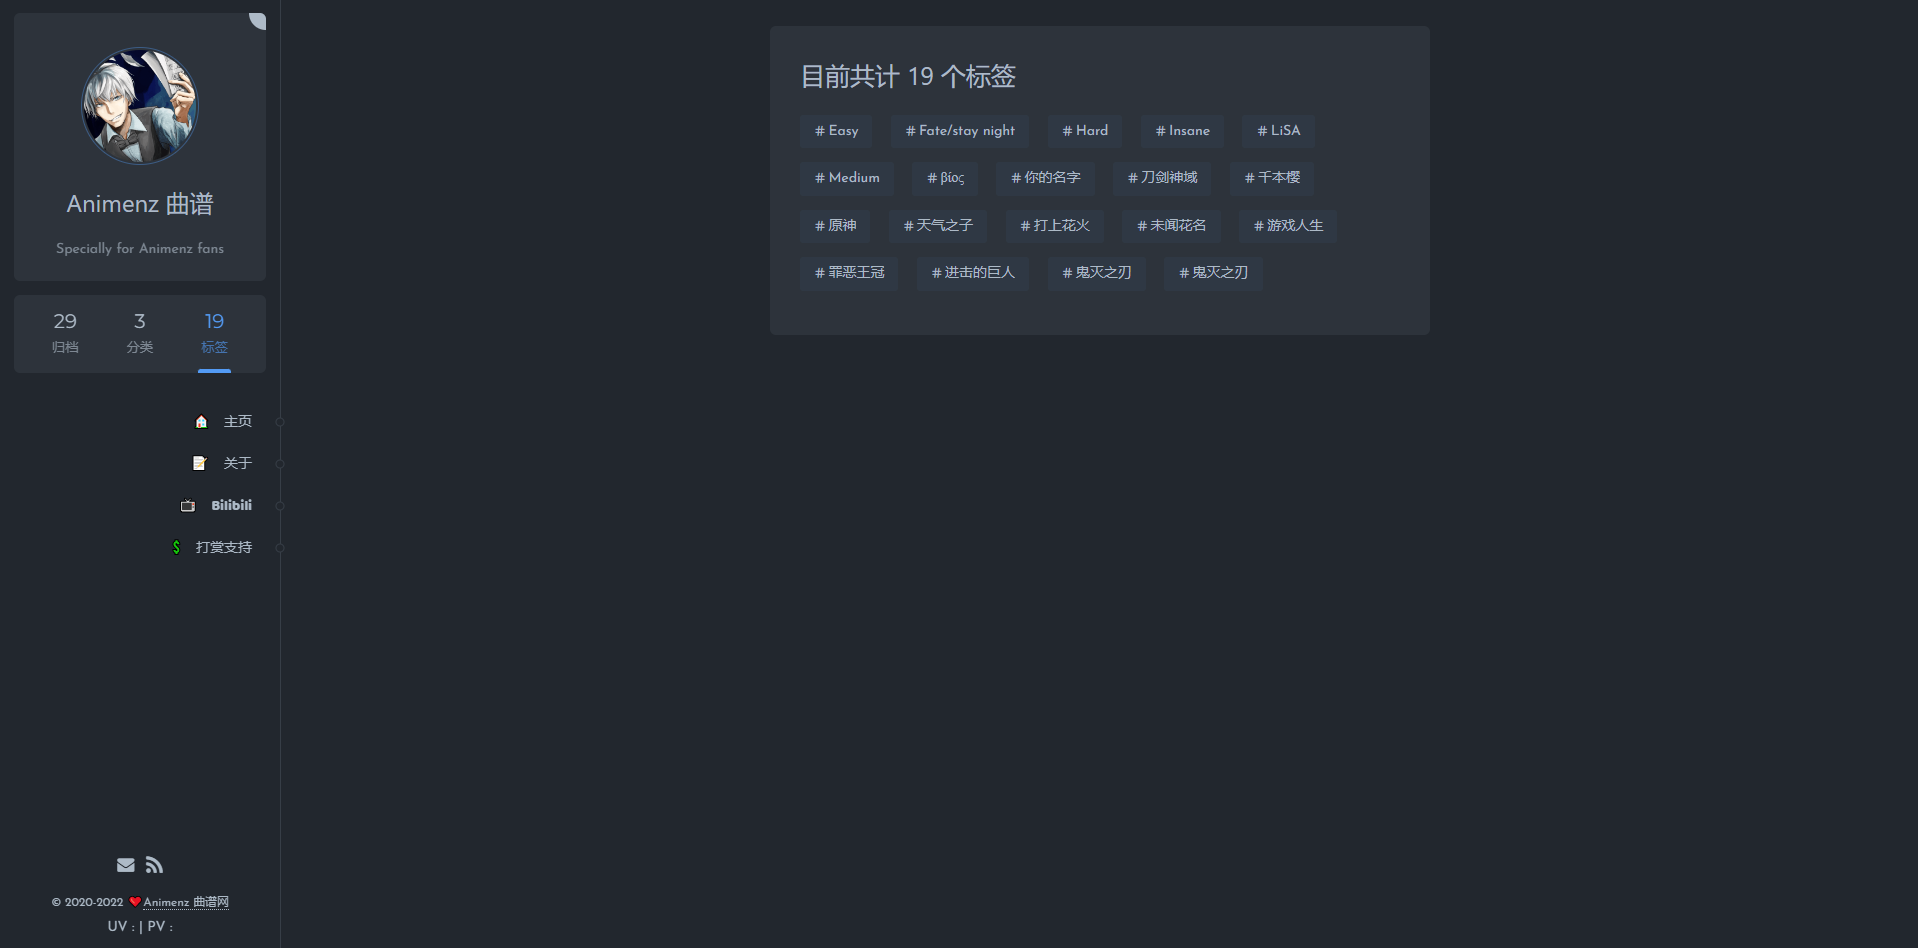 Animenz 曲谱
Specially for Animenz fans
29
归档
3
分类
19
标签
主页
关于
Bilibili
打赏支持
© 2020-2022 Animenz 曲谱网
UV : | PV :
目前共计 19 个标签
# Easy # Fate/stay night # Hard # Insane # LiSA
# Medium # βίος # 你的名字 # 刀剑神域 # 千本樱
# 原神 # 天气之子 # 打上花火 # 未闻花名 # 游戏人生
# 罪恶王冠 # 进击的巨人 # 鬼灭之刃 # 鬼灭之刃